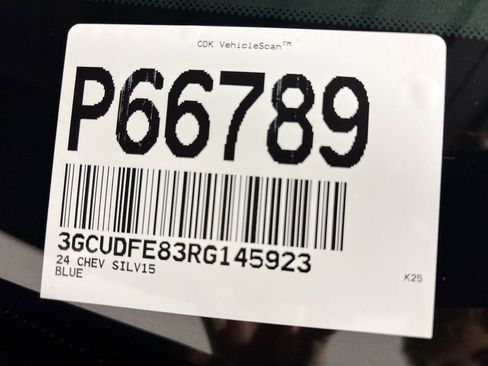 CDK VehicleScan™
P66789
3GCUDFE83RG145923
24 CHEV SILV15
BLUE
K25